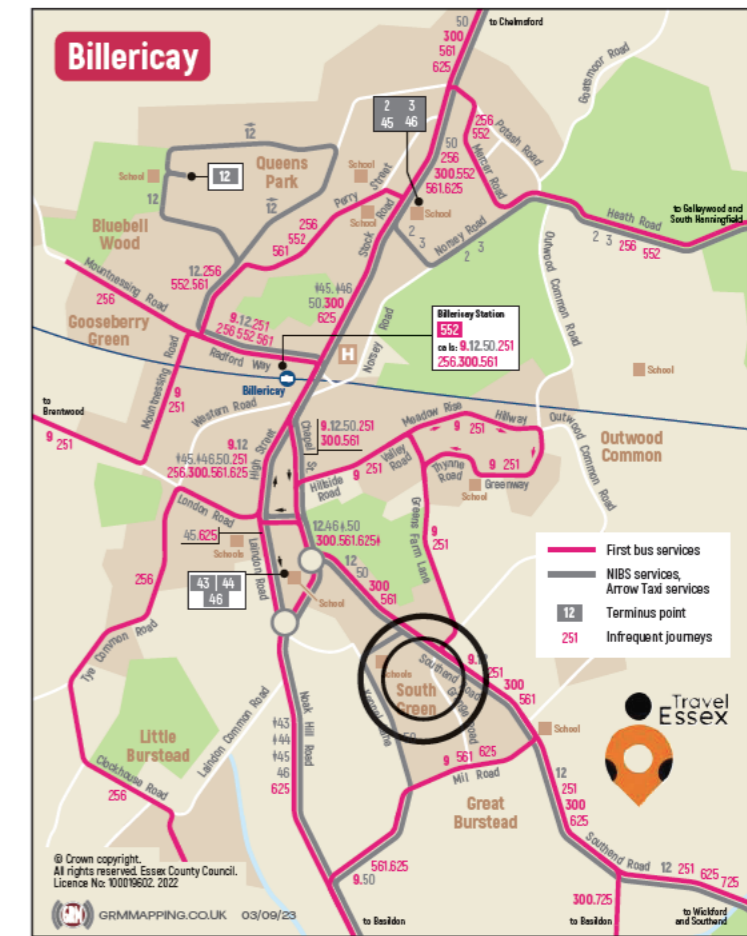 Billericay
50
300
561
625
to Chelmsford
Goatsmoor Road
2 3
45 46
12
Queens
Park
School
12
12
12
Bluebell
Wood
School
Perry Street
School
Stock Road
School
50
256
300.552
561.625
256
552
Potash Road
Mercer Road
Norsey Road
2 3
2 3
Heath Road
2 3 256 552
to Galleywood and
South Hanningfield
256
552
561
12.256
552.561
Mountnessing Road
256
Gooseberry
Green
45. 46
50.300
625
9.12.251
256 552 561
Radford Way
H
Norsey Road
Billericay Station
552
calls: 9.12.50.251
256.300.561
Outwood Common Road
School
Billericay
Mountnessing Road
9
251
Western Road
to
Brentwood
9 251
9.12
45.46.50.251
256.300.561.625
High Street
Chapel St.
9.12.50.251
300.561
Meadow Rise
9 251
Hillway
Outwood Common Road
Outwood
Common
Hillside
Road
9 251
Valley
Road
Thynne
Road
9 251
Greenway
School
London Road
45.625
Schools
Laindon Road
12.46.50
300.561.625
Greens Farm Lane
9
251
12
50
300
561
43 44
46
School
256
Tye Common Road
First bus services
NIBS services,
Arrow Taxi services
12 Terminus point
251 Infrequent journeys
Schools
Southend Road
South
Green
251
300
561
Travel
Essex
Little
Burstead
Laindon Common Road
Noak Hill Road
43
44
45
46
625
School
9 561 625
Mil Road
Great
Burstead
12
251
300
625
Clockhouse Road
256
561.625
9.50
Southend Road
12 251 625
725
300.725
© Crown copyright.
All rights reserved. Essex County Council.
Licence No: 100019602. 2022
GRMMAPPING.CO.UK 03/09/23
to Basildon
to Basildon
to Wickford
and Southend